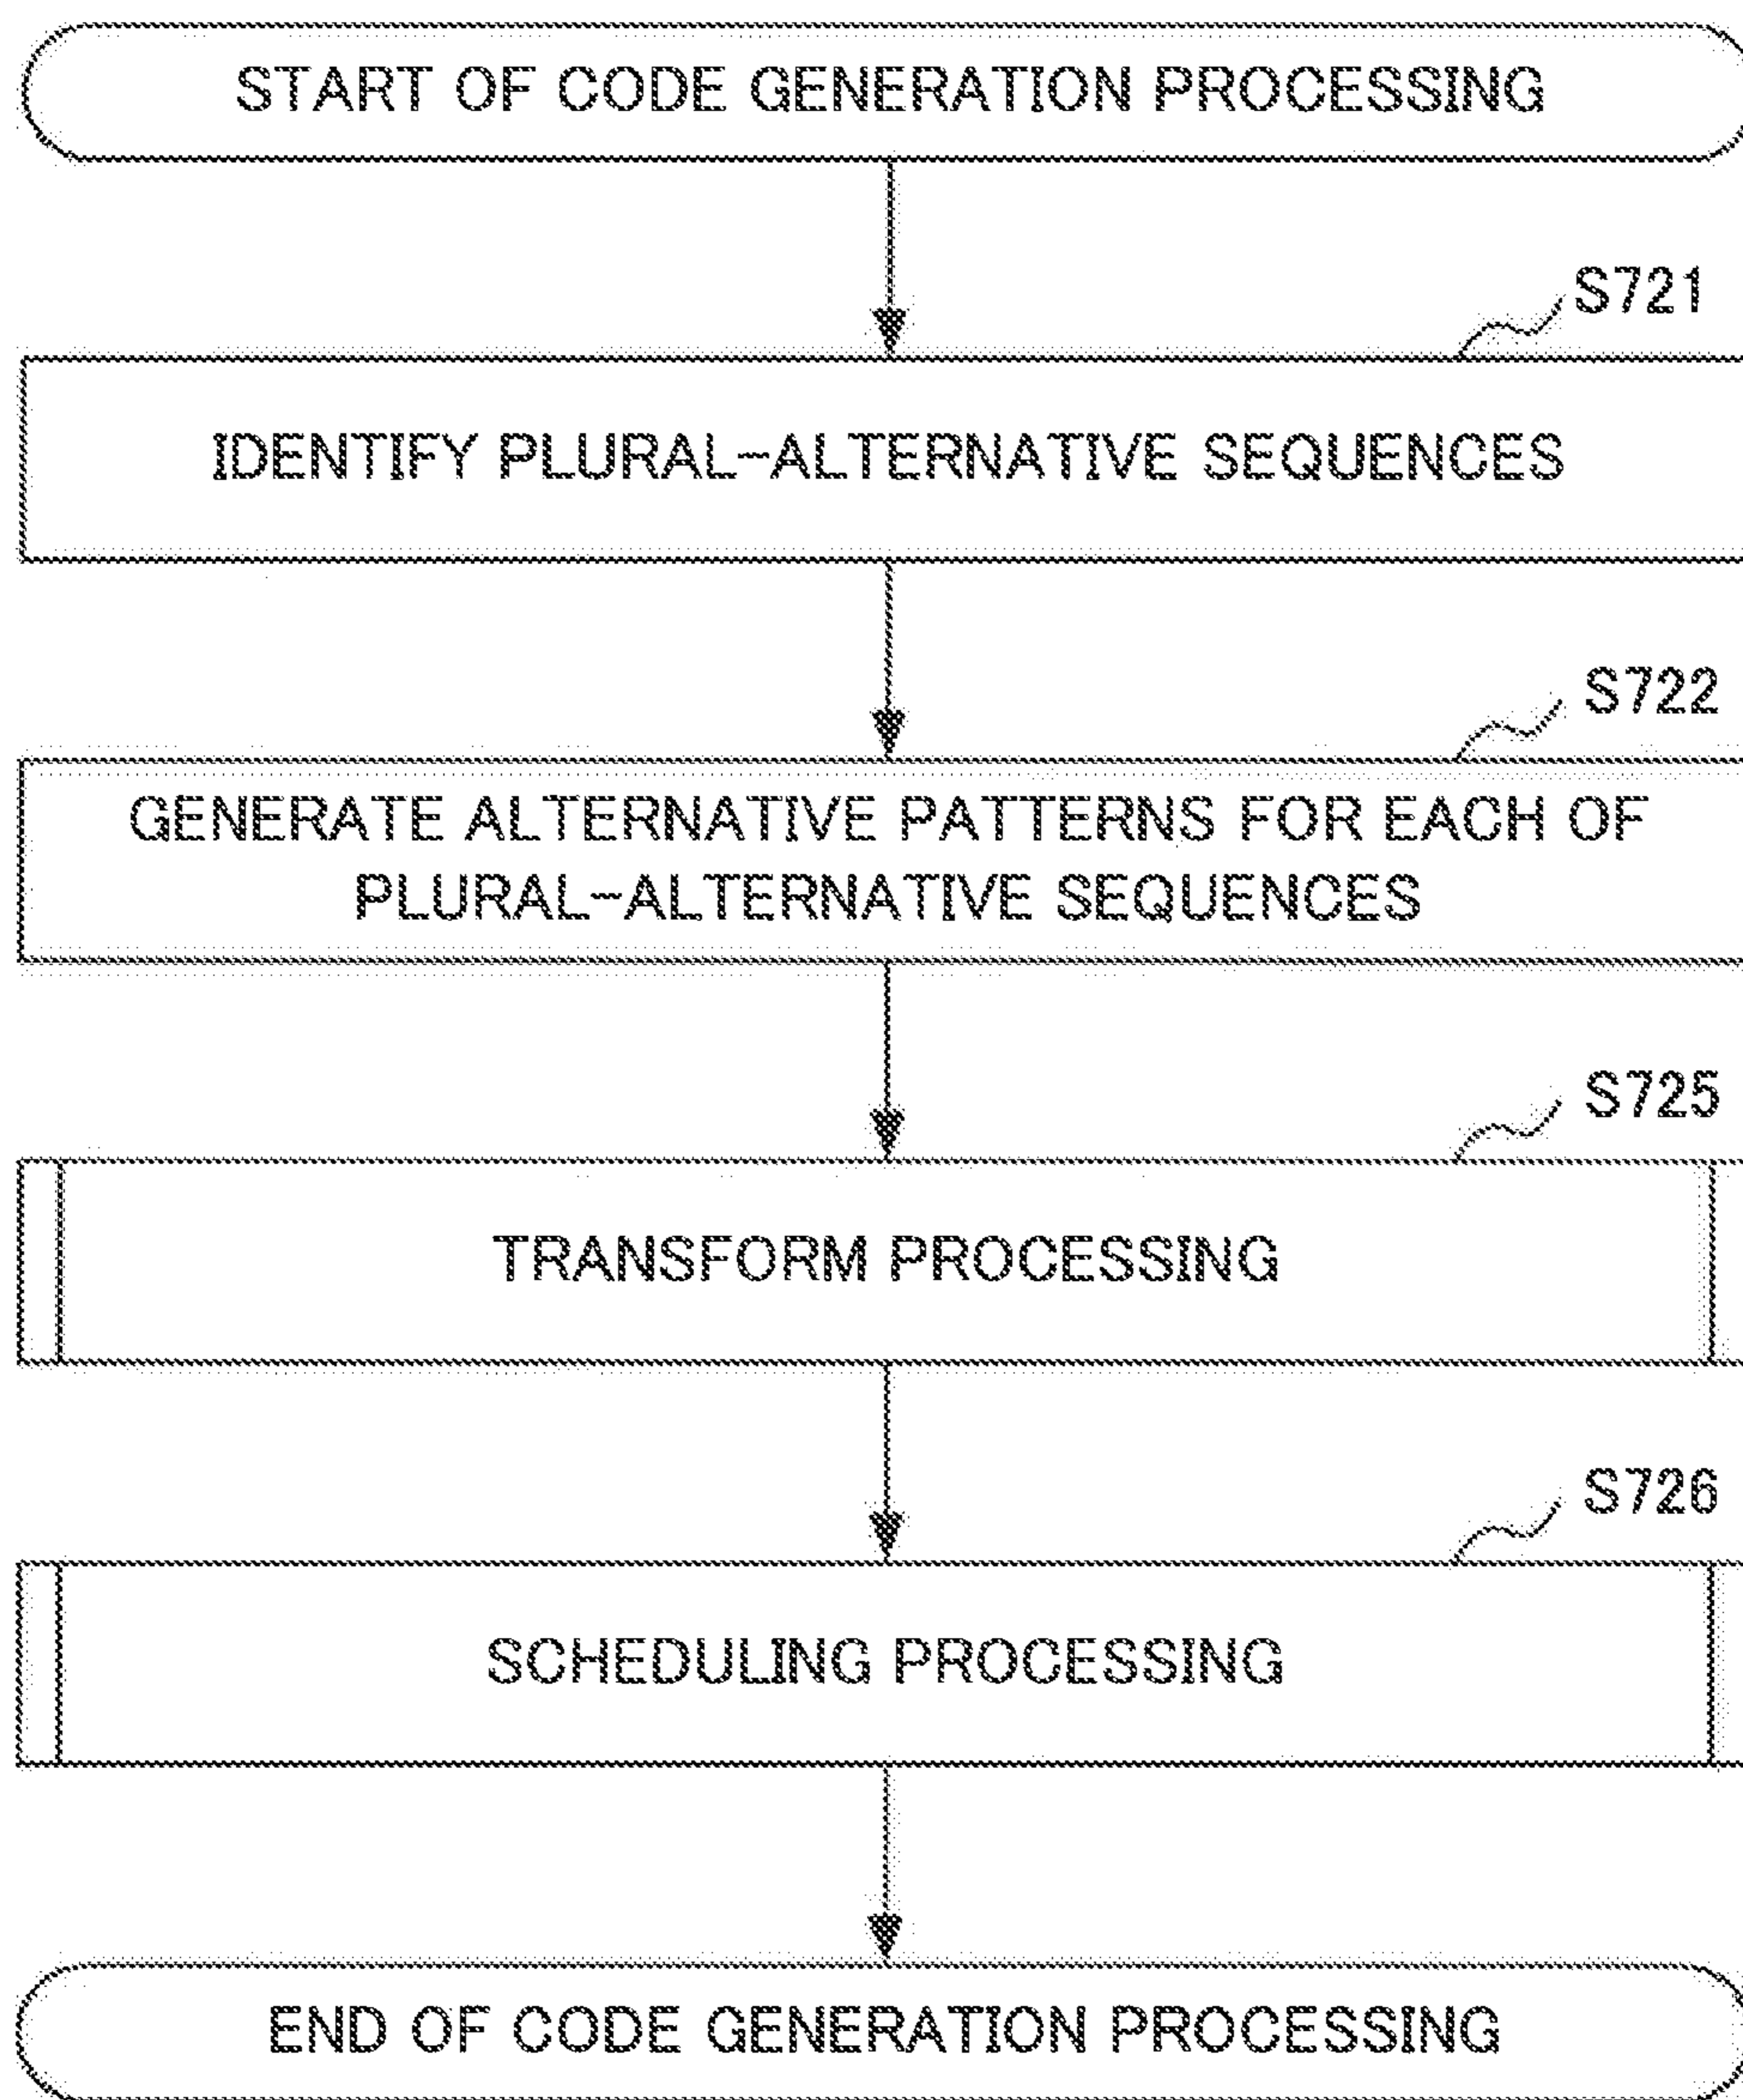 START OF CODE GENERATION PROCESSING
S721
IDENTIFY PLURAL-ALTERNATIVE SEQUENCES
S722
GENERATE ALTERNATIVE PATTERNS FOR EACH OF
PLURAL-ALTERNATIVE SEQUENCES
S725
TRANSFORM PROCESSING
S726
SCHEDULING PROCESSING
END OF CODE GENERATION PROCESSING